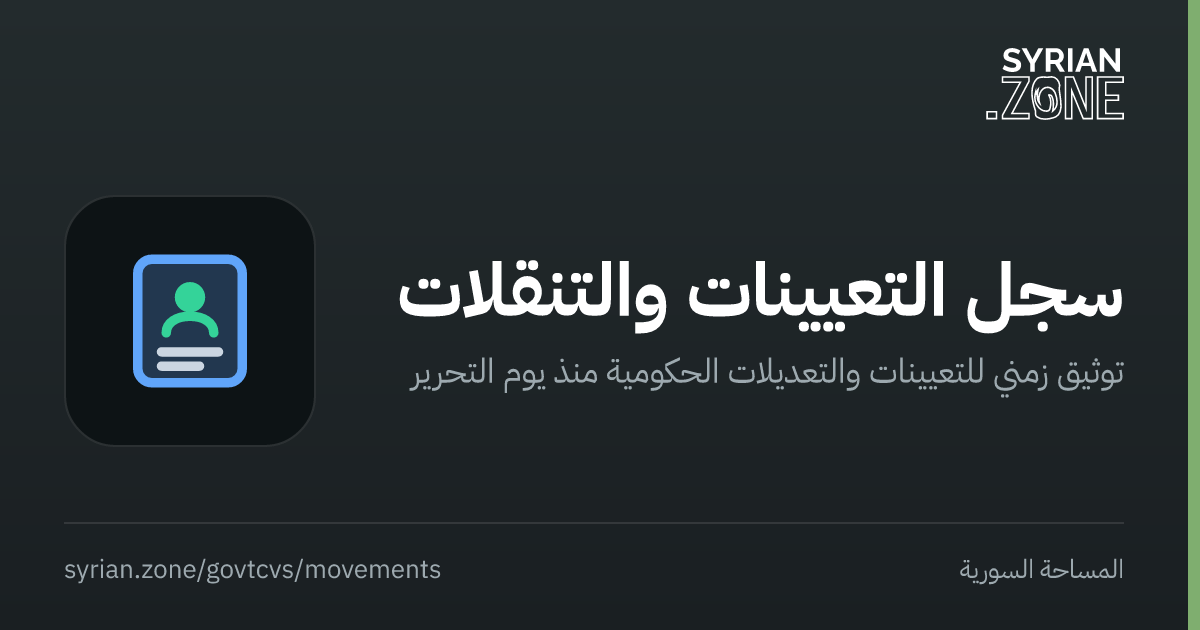 SYRIAN
.ZONE
سجل التعيينات والتنقلات
توثيق زمني للتعيينات والتعديلات الحكومية منذ يوم التحرير
المساحة السورية
syrian.zone/govtcvs/movements